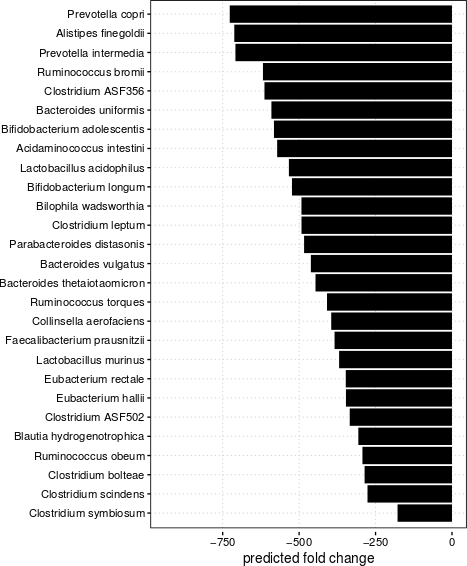 Prevotella copri
Alistipes finegoldii
Prevotella intermedia
Ruminococcus bromii
Clostridium ASF356
Bacteroides uniformis
Bifidobacterium adolescentis
Acidaminococcus intestini
Lactobacillus acidophilus
Bifidobacterium longum
Bilophila wadsworthia
Clostridium leptum
Parabacteroides distasonis
Bacteroides vulgatus
Bacteroides thetaiotaomicron
Ruminococcus torques
Collinsella aerofaciens
Faecalibacterium prausnitzii
Lactobacillus murinus
Eubacterium rectale
Eubacterium hallii
Clostridium ASF502
Blautia hydrogenotrophica
Ruminococcus obeum
Clostridium bolteae
Clostridium scindens
Clostridium symbiosum
−750 −500 −250 0
predicted fold change